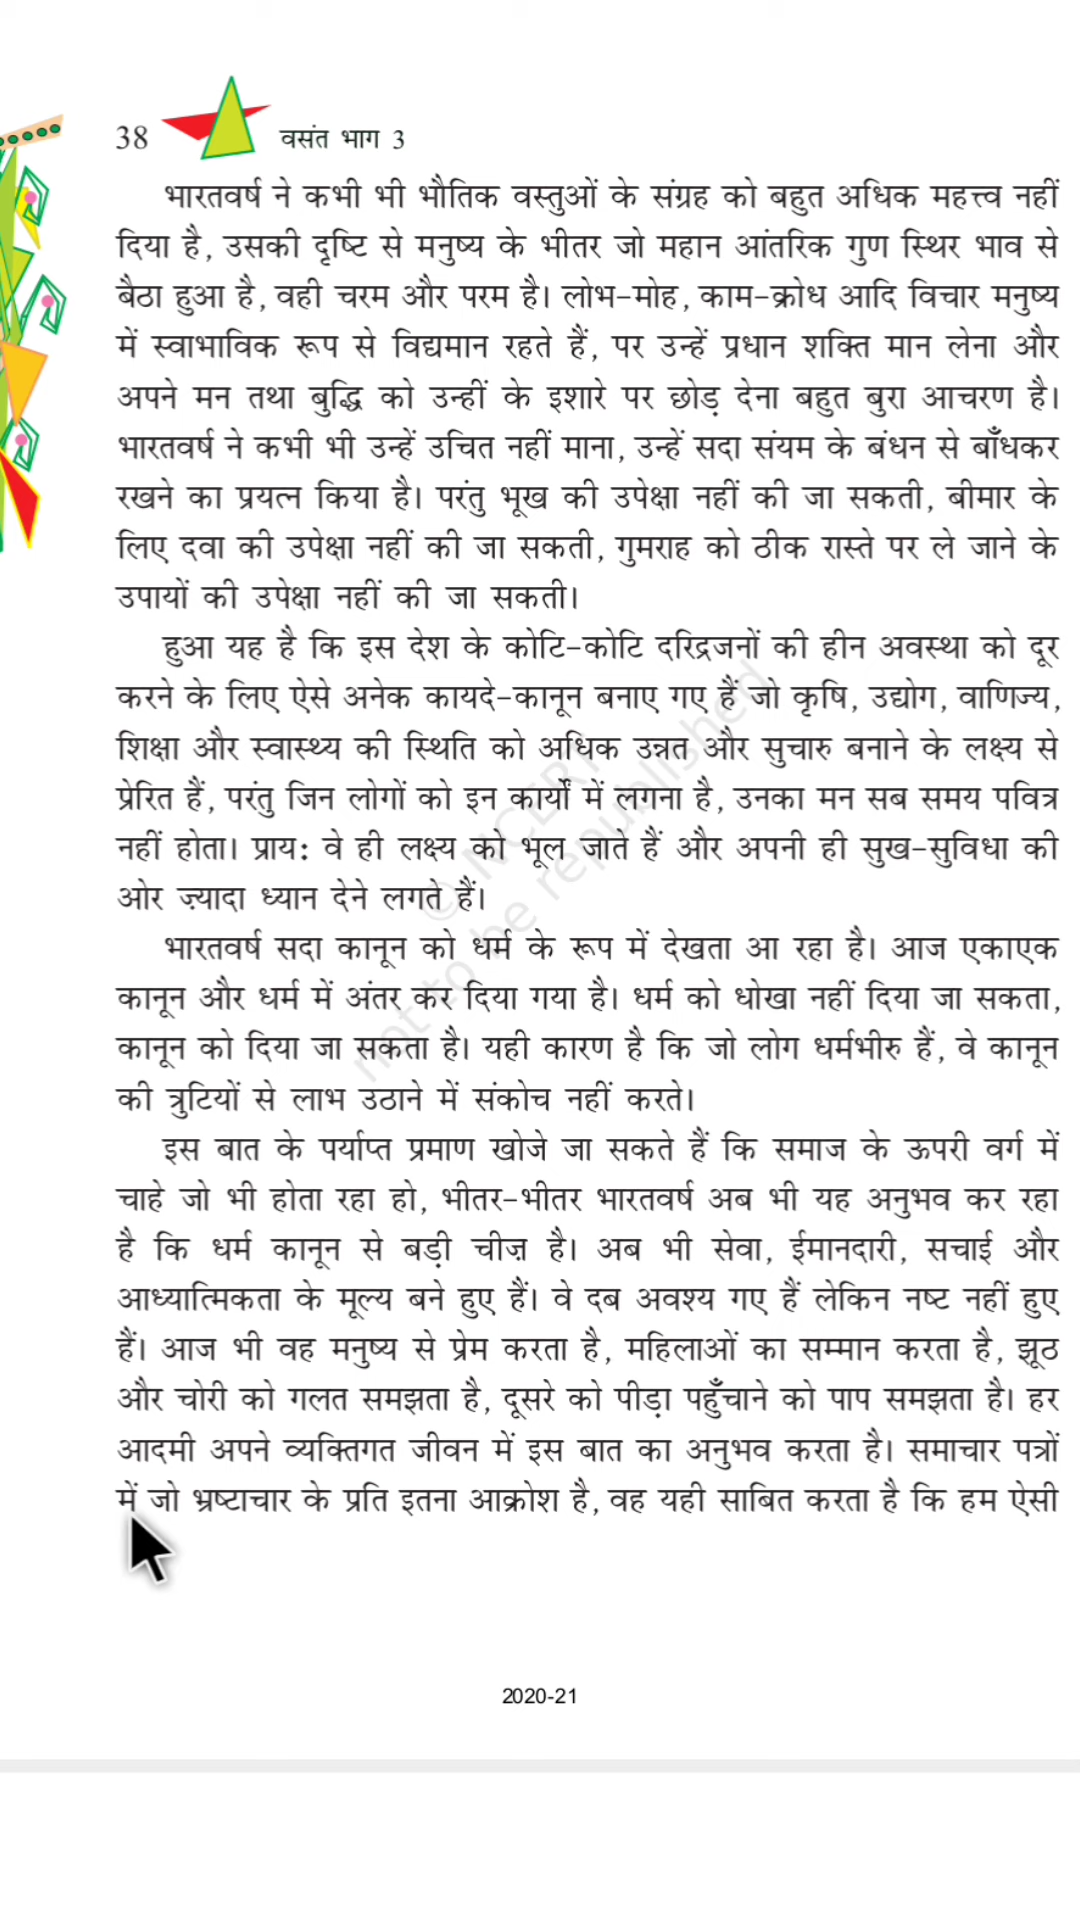 38 वसंत भाग 3
भारतवर्ष ने कभी भी भौतिक वस्तुओं के संग्रह को बहुत अधिक महत्त्व नहीं
दिया है, उसकी दृष्टि से मनुष्य के भीतर जो महान आंतरिक गुण स्थिर भाव से
बैठा हुआ है, वही चरम और परम है। लोभ-मोह, काम-क्रोध आदि विचार मनुष्य
में स्वाभाविक रूप से विद्यमान रहते हैं, पर उन्हें प्रधान शक्ति मान लेना और
अपने मन तथा बुद्धि को उन्हीं के इशारे पर छोड़ देना बहुत बुरा आचरण है।
भारतवर्ष ने कभी भी उन्हें उचित नहीं माना, उन्हें सदा संयम के बंधन से बाँधकर
रखने का प्रयत्न किया है। परंतु भूख की उपेक्षा नहीं की जा सकती, बीमार के
लिए दवा की उपेक्षा नहीं की जा सकती, गुमराह को ठीक रास्ते पर ले जाने के
उपायों की उपेक्षा नहीं की जा सकती।
हुआ यह है कि इस देश के कोटि-कोटि दरिद्रजनों की हीन अवस्था को दूर
करने के लिए ऐसे अनेक कायदे-कानून बनाए गए हैं जो कृषि, उद्योग, वाणिज्य,
शिक्षा और स्वास्थ्य की स्थिति को अधिक उन्नत और सुचारु बनाने के लक्ष्य से
प्रेरित हैं, परंतु जिन लोगों को इन कार्यों में लगना है, उनका मन सब समय पवित्र
नहीं होता। प्रायः वे ही लक्ष्य को भूल जाते हैं और अपनी ही सुख-सुविधा की
ओर ज़्यादा ध्यान देने लगते हैं।
भारतवर्ष सदा कानून को धर्म के रूप में देखता आ रहा है। आज एकाएक
कानून और धर्म में अंतर कर दिया गया है। धर्म को धोखा नहीं दिया जा सकता,
कानून को दिया जा सकता है। यही कारण है कि जो लोग धर्मभीरु हैं, वे कानून
की त्रुटियों से लाभ उठाने में संकोच नहीं करते।
इस बात के पर्याप्त प्रमाण खोजे जा सकते हैं कि समाज के ऊपरी वर्ग में
चाहे जो भी होता रहा हो, भीतर-भीतर भारतवर्ष अब भी यह अनुभव कर रहा
है कि धर्म कानून से बड़ी चीज़ है। अब भी सेवा, ईमानदारी, सचाई और
आध्यात्मिकता के मूल्य बने हुए हैं। वे दब अवश्य गए हैं लेकिन नष्ट नहीं हुए
हैं। आज भी वह मनुष्य से प्रेम करता है, महिलाओं का सम्मान करता है, झूठ
और चोरी को गलत समझता है, दूसरे को पीड़ा पहुँचाने को पाप समझता है। हर
आदमी अपने व्यक्तिगत जीवन में इस बात का अनुभव करता है। समाचार पत्रों
में जो भ्रष्टाचार के प्रति इतना आक्रोश है, वह यही साबित करता है कि हम ऐसी
© NCERT
not to be republished
2020-21